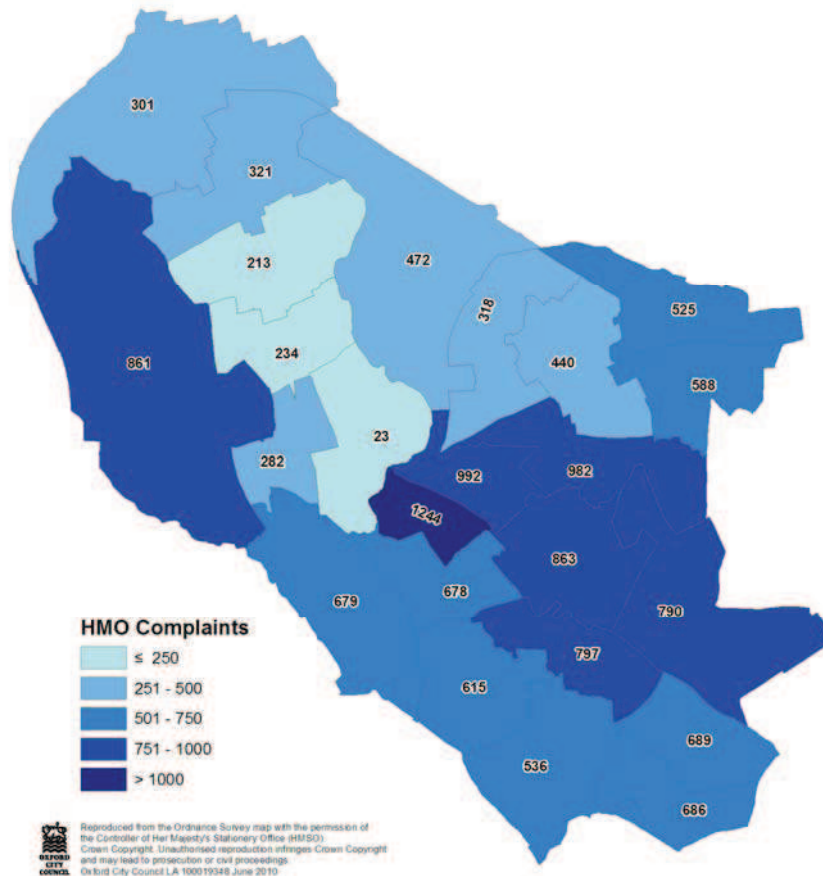 301
321
213
472
318
525
861
234
440
588
23
282
992
982
1244
863
679
678
790
797
615
689
536
686
HMO Complaints
≤ 250
251 - 500
501 - 750
751 - 1000
> 1000
OXFORD
CITY
COUNCIL
Reproduced from the Ordnance Survey map with the permission of
the Controller of Her Majesty's Stationery Office (HMSO)
Crown Copyright. Unauthorised reproduction infringes Crown Copyright
and may lead to prosecution or civil proceedings
Oxford City Council LA 100019348 June 2010